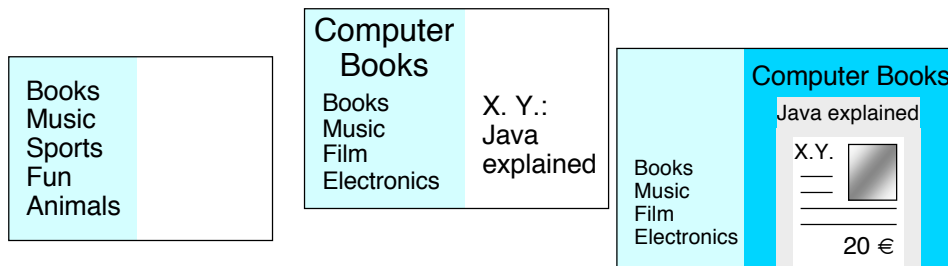 Books
Music
Sports
Fun
Animals
Computer
Books
Books
Music
Film
Electronics
X. Y.:
Java
explained
Computer Books
Java explained
X.Y.
20 €
Books
Music
Film
Electronics